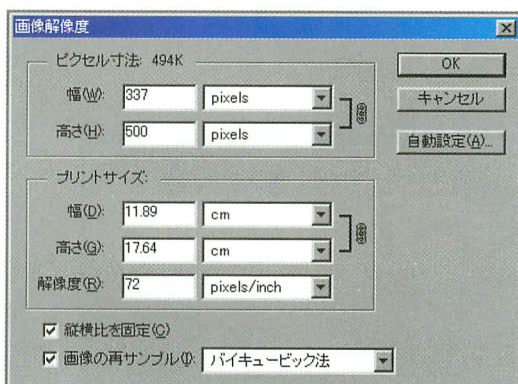 画像解像度
ピクセル寸法: 494K
幅(W): 337 pixels
高さ(H): 500 pixels
プリントサイズ:
幅(D): 11.89 cm
高さ(G): 17.64 cm
解像度(R): 72 pixels/inch
縦横比を固定(C)
画像の再サンプル(I): バイキュービック法
OK
キャンセル
自動設定(A)...